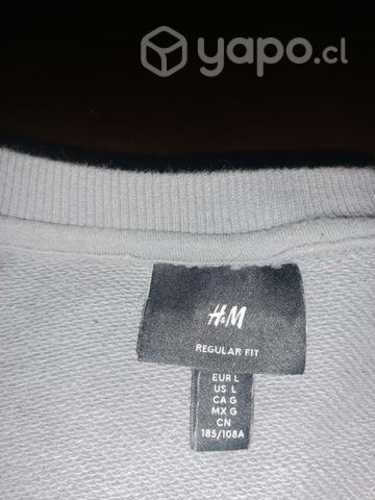 yapo.cl
H&M
REGULAR FIT
EUR L
US L
CA G
MX G
CN
185/108A